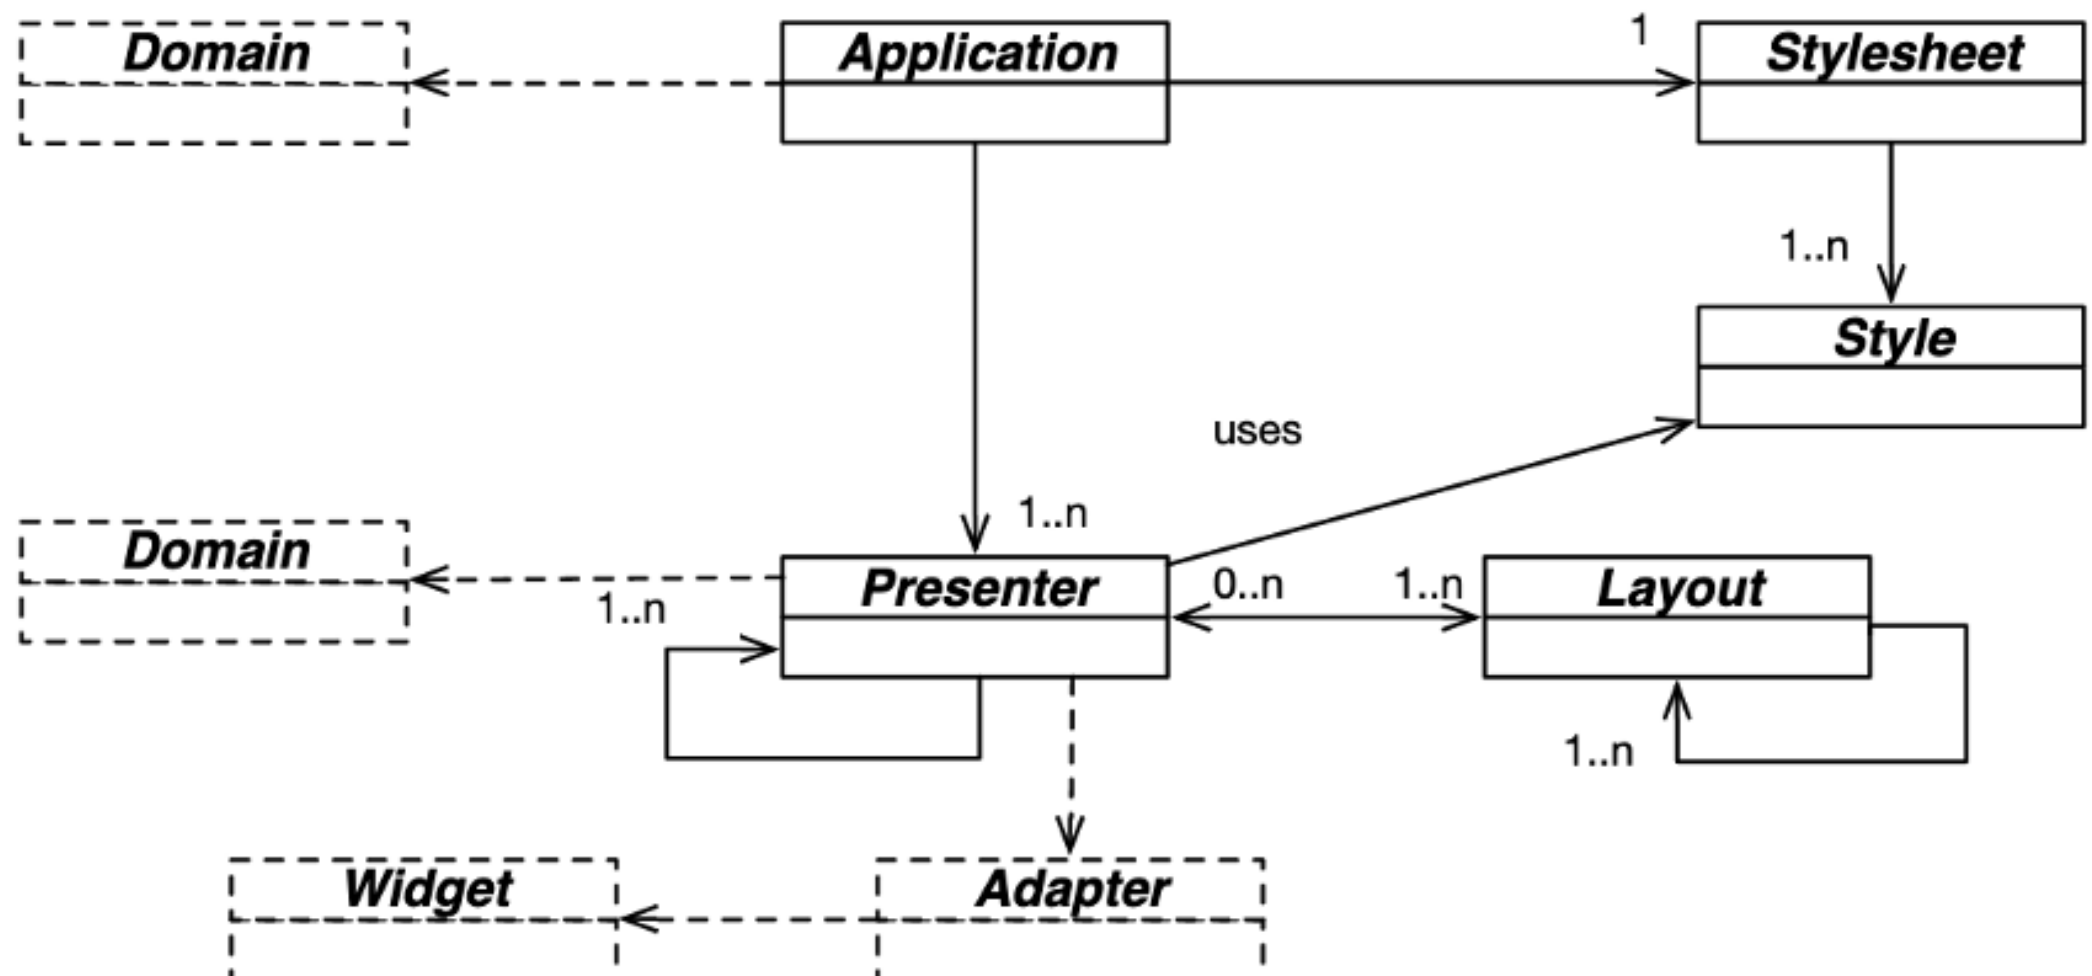 Domain
Application
1
Stylesheet
1..n
Style
uses
1..n
Domain
Presenter
0..n
1..n
Layout
1..n
1..n
Widget
Adapter